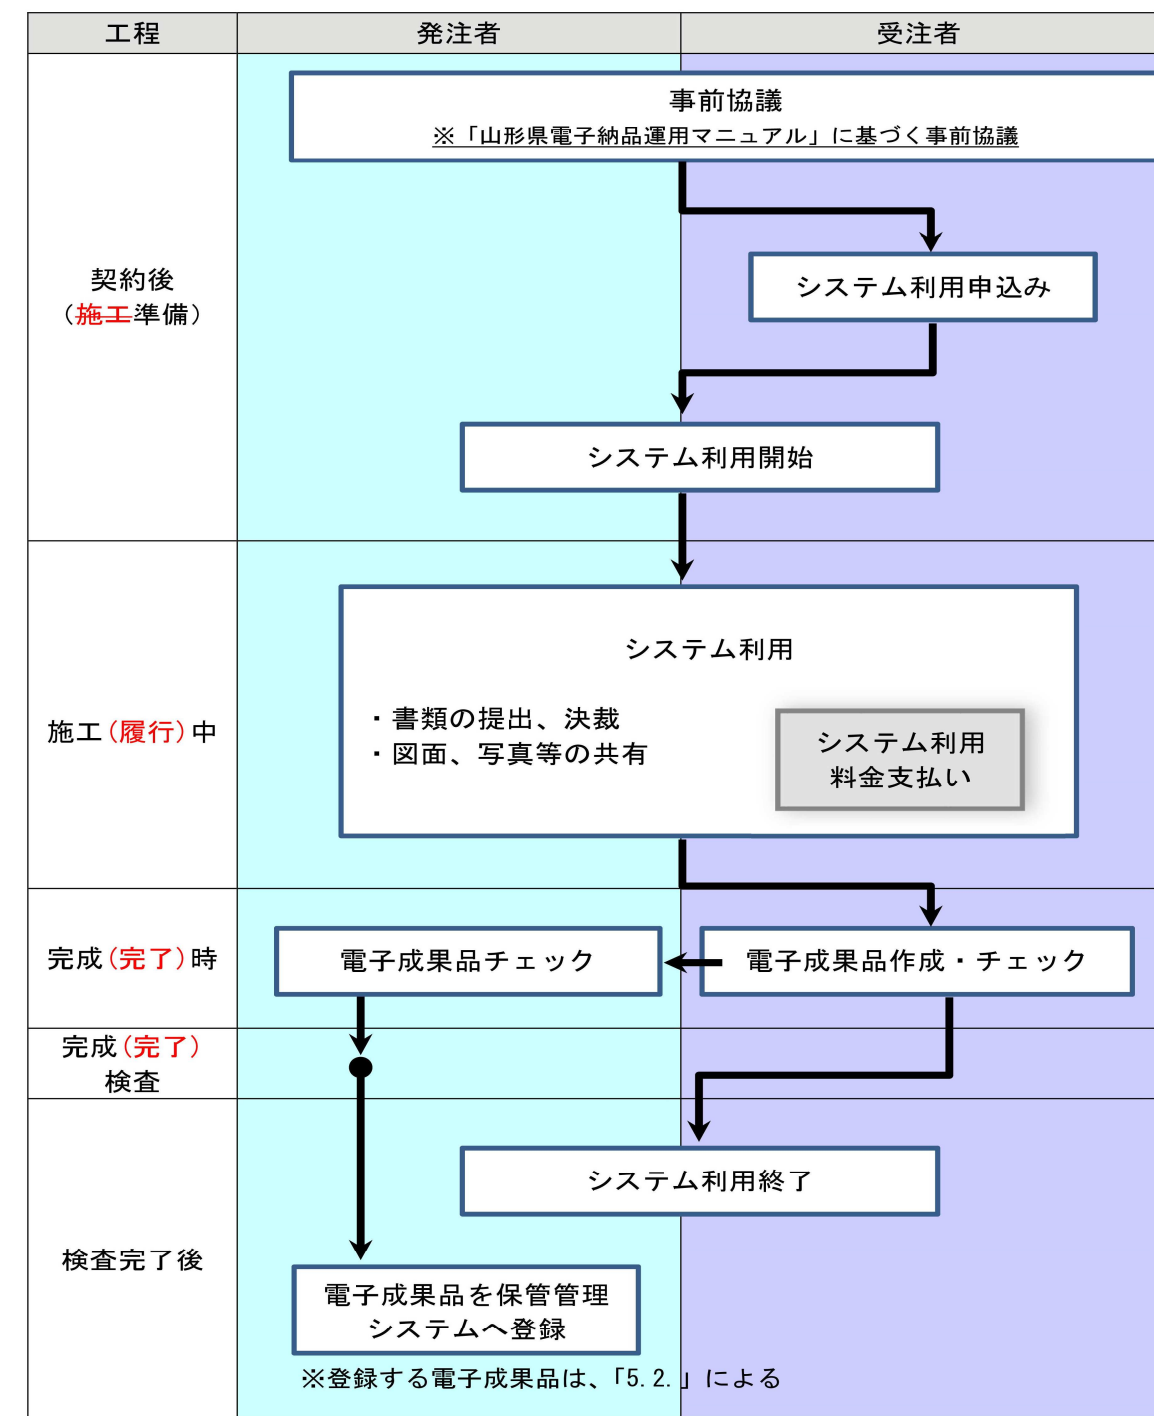 工程
発注者
受注者
事前協議
※「山形県電子納品運用マニュアル」に基づく事前協議
契約後
（施工準備）
システム利用申込み
システム利用開始
システム利用
・書類の提出、決裁
・図面、写真等の共有
システム利用
料金支払い
施工(履行)中
完成(完了)時
電子成果品チェック
電子成果品作成・チェック
完成(完了)
検査
システム利用終了
検査完了後
電子成果品を保管管理
システムへ登録
※登録する電子成果品は、「5.2.」による